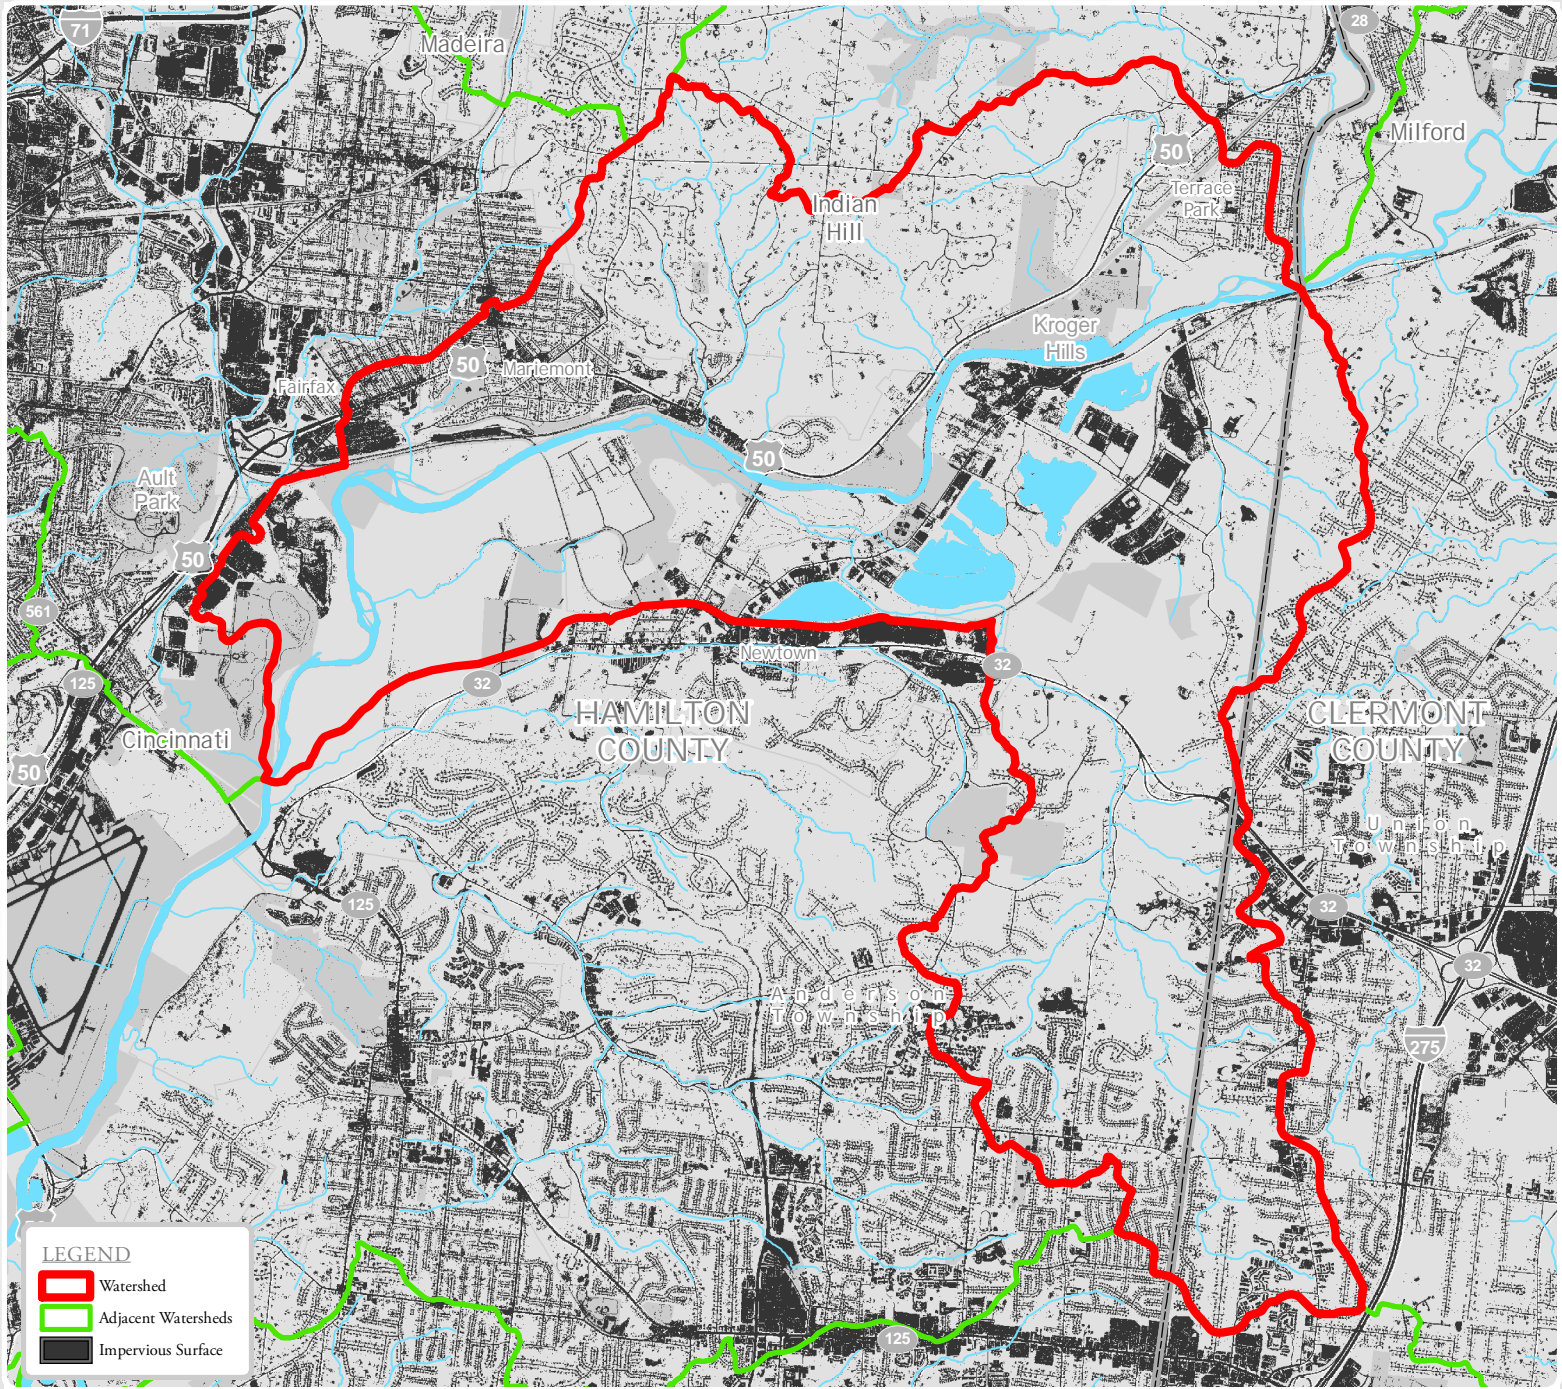 71
28
Madeira
Milford
50
Terrace
Park
Indian
Hill
Kroger
Hills
50
Mariemont
Fairfax
50
Ault
Park
50
561
32
Newtown
32
125
HAMILTON
COUNTY
CLERMONT
COUNTY
Cincinnati
50
Union
Township
125
32
32
Anderson
Township
275
125
LEGEND
Watershed
Adjacent Watersheds
Impervious Surface